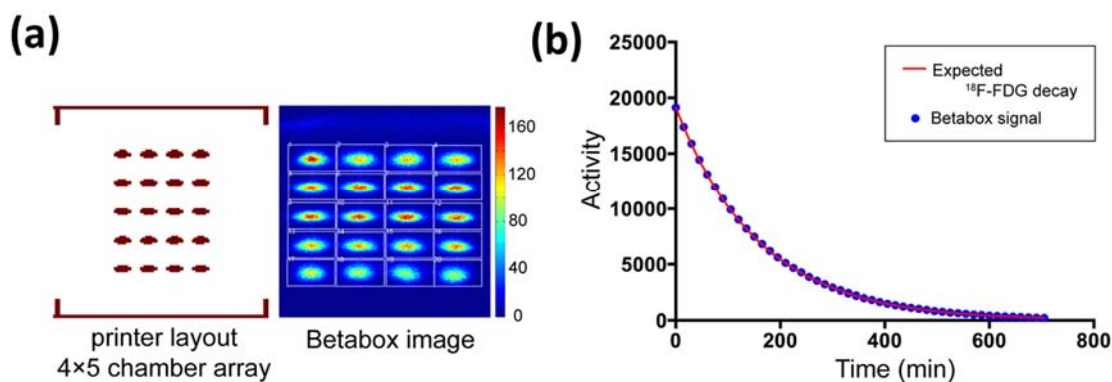 (a)
printer layout
4×5 chamber array
Betabox image
160
120
80
40
0
(b)
Activity
25000
20000
15000
10000
5000
0
0
200
400
600
800
Time (min)
Expected
¹⁸F-FDG decay
Betabox signal